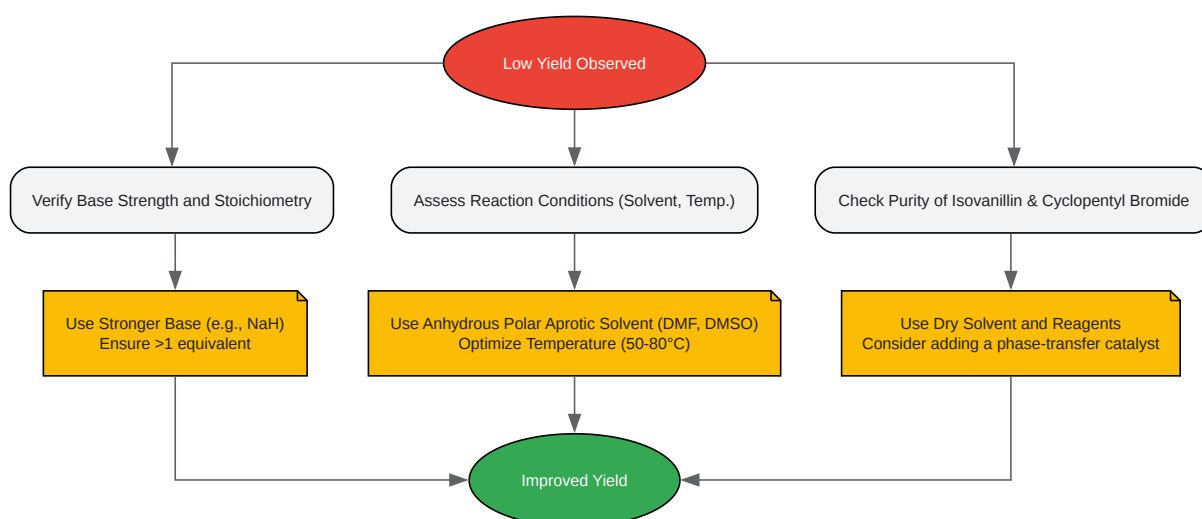 Low Yield Observed
Verify Base Strength and Stoichiometry
Assess Reaction Conditions (Solvent, Temp.)
Check Purity of Isovanillin & Cyclopentyl Bromide
Use Stronger Base (e.g., NaH)
Ensure >1 equivalent
Use Anhydrous Polar Aprotic Solvent (DMF, DMSO)
Optimize Temperature (50-80°C)
Use Dry Solvent and Reagents
Consider adding a phase-transfer catalyst
Improved Yield